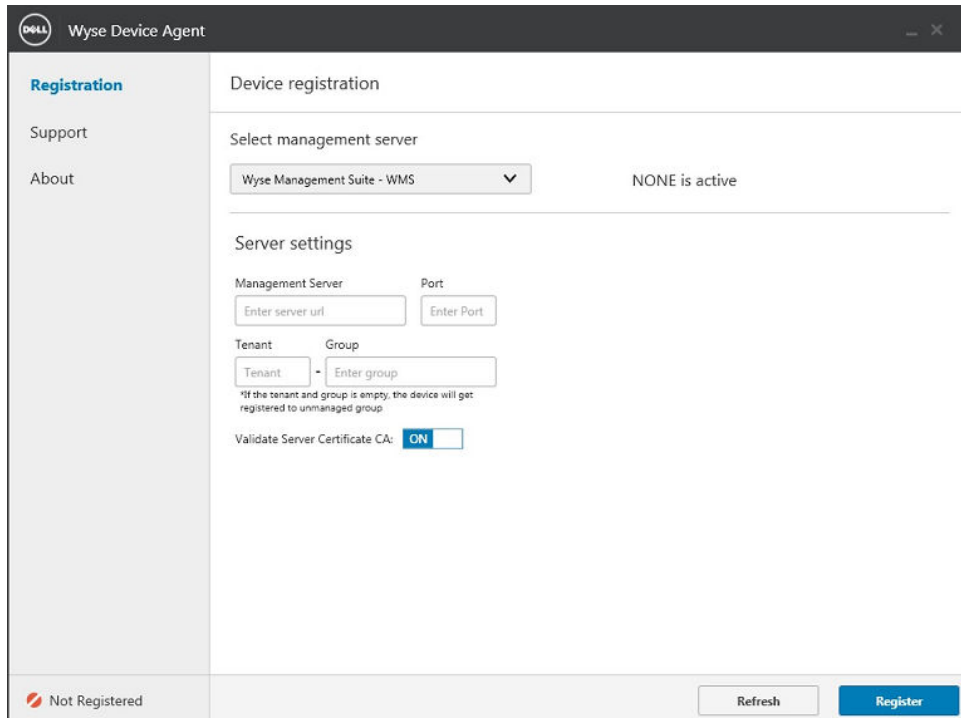 DELL
Wyse Device Agent
Registration
Support
About
Device registration
Select management server
Wyse Management Suite - WMS
NONE is active
Server settings
Management Server
Port
Enter server url
Enter Port
Tenant
Group
Tenant
-
Enter group
*If the tenant and group is empty, the device will get
registered to unmanaged group
Validate Server Certificate CA:
ON
Not Registered
Refresh
Register